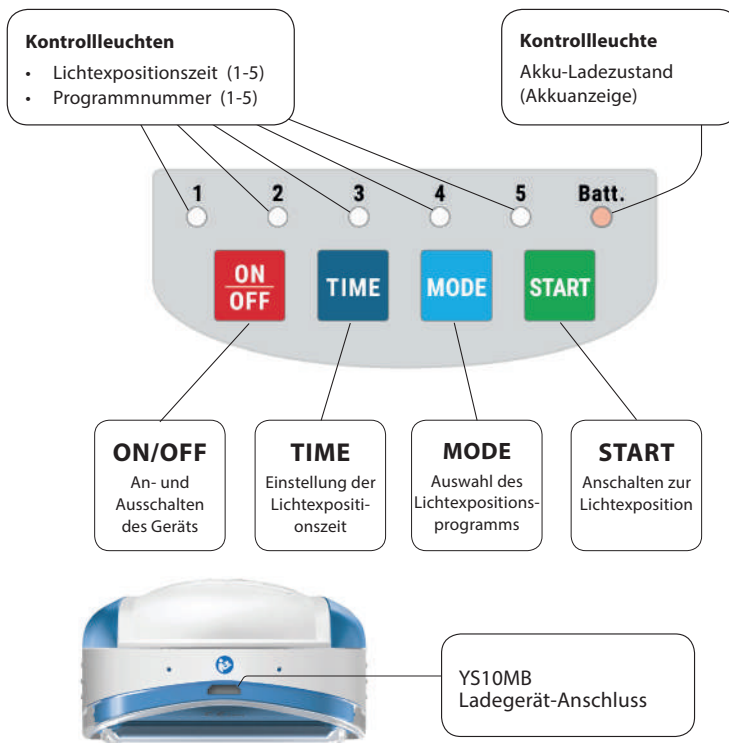 Kontrollleuchten
• Lichtexpositionszeit (1-5)
• Programmnummer (1-5)
Kontrollleuchte
Akku-Ladezustand
(Akkuanzeige)
1 2 3 4 5 Batt.
ON
OFF
TIME MODE START
ON/OFF
An- und
Ausschalten
des Geräts
TIME
Einstellung der
Lichtexpositi-
onszeit
MODE
Auswahl des
Lichtexpositions-
programms
START
Anschalten zur
Lichtexposition
YS10MB
Ladegerät-Anschluss